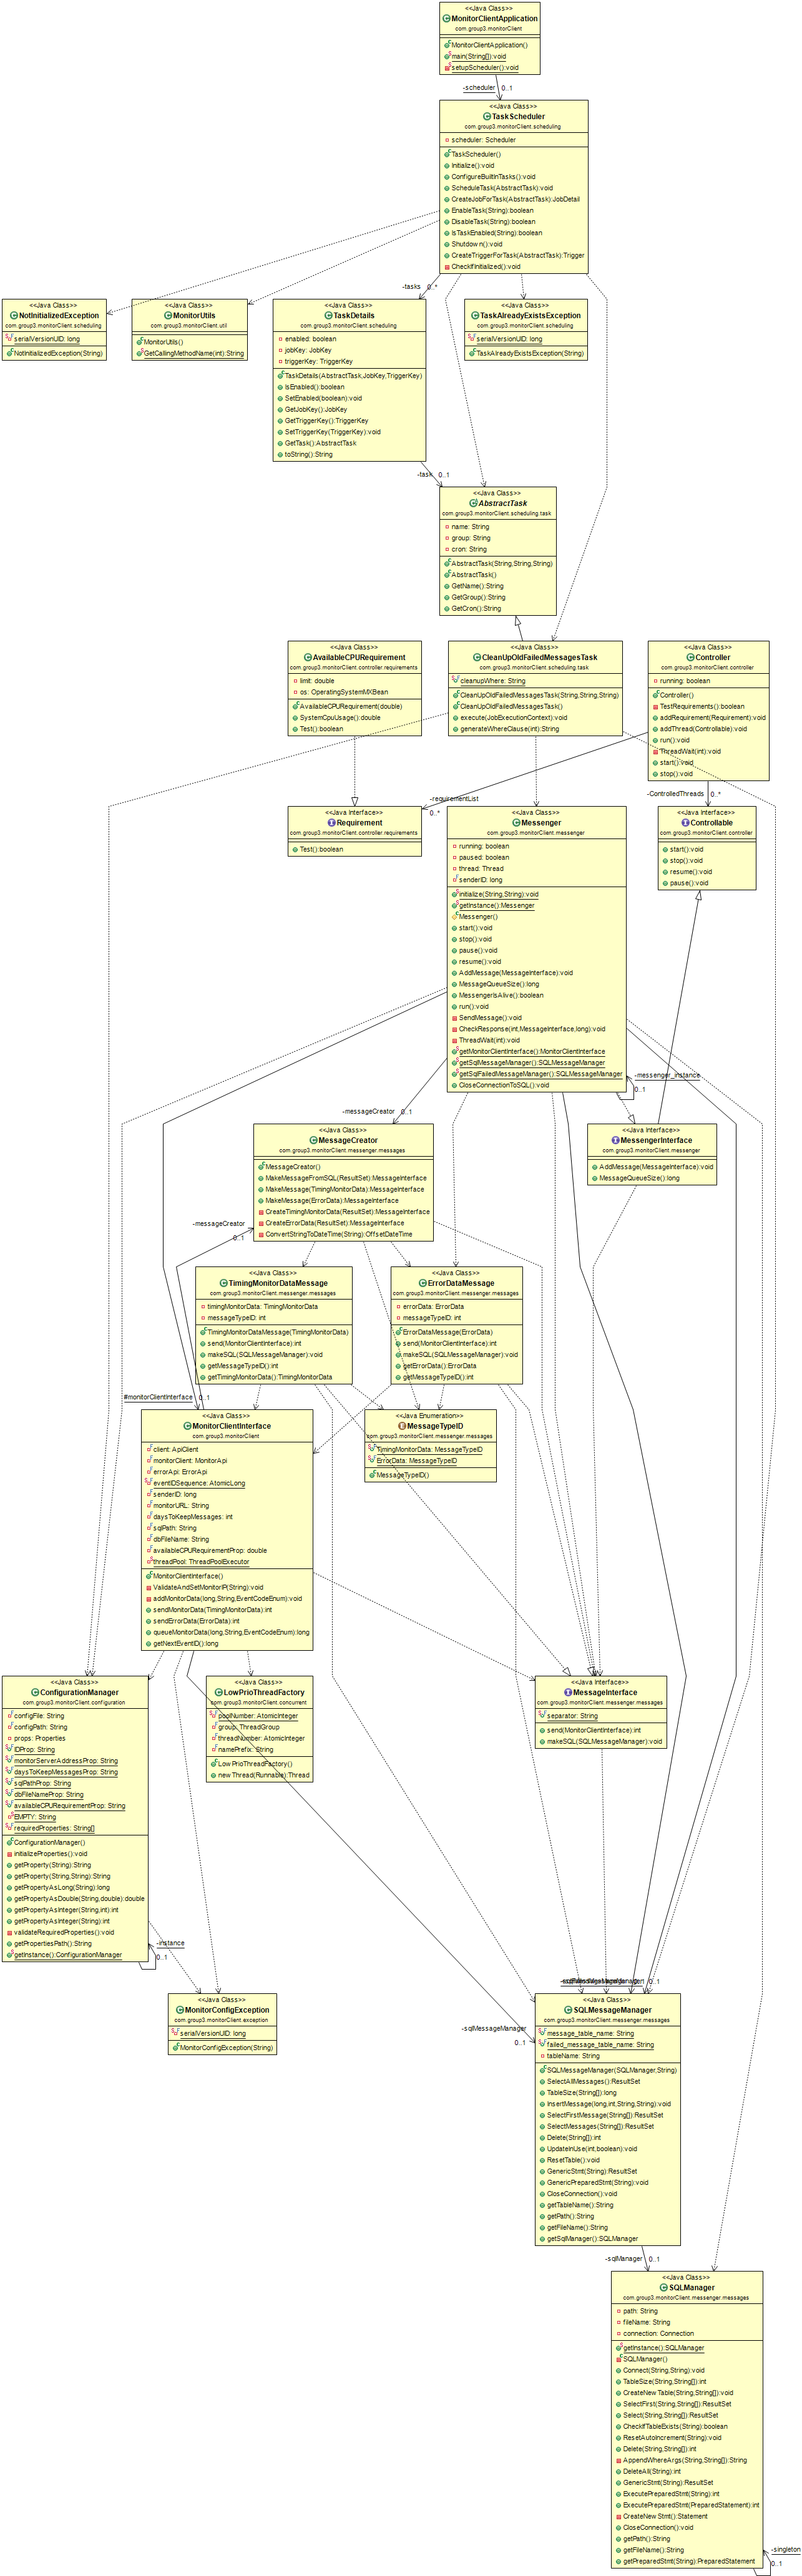 <<Java Class>>
MonitorClientApplication
com.group3.monitorClient
MonitorClientApplication()
main(String[]):void
setupScheduler():void
-scheduler 0..1
<<Java Class>>
TaskScheduler
com.group3.monitorClient.scheduling
scheduler: Scheduler
TaskScheduler()
Initialize():void
ConfigureBuiltInTasks():void
ScheduleTask(AbstractTask):void
CreateJobForTask(AbstractTask):JobDetail
EnableTask(String):boolean
DisableTask(String):boolean
IsTaskEnabled(String):boolean
Shutdown():void
CreateTriggerForTask(AbstractTask):Trigger
CheckIfInitialized():void
-tasks 0..*
<<Java Class>>
NotInitializedException
com.group3.monitorClient.scheduling
serialVersionUID: long
NotInitializedException(String)
<<Java Class>>
MonitorUtils
com.group3.monitorClient.util
MonitorUtils()
GetCallingMethodName(int):String
<<Java Class>>
TaskDetails
com.group3.monitorClient.scheduling
enabled: boolean
jobKey: JobKey
triggerKey: TriggerKey
TaskDetails(AbstractTask,JobKey,TriggerKey)
IsEnabled():boolean
SetEnabled(boolean):void
GetJobKey():JobKey
GetTriggerKey():TriggerKey
SetTriggerKey(TriggerKey):void
GetTask():AbstractTask
toString():String
<<Java Class>>
TaskAlreadyExistsException
com.group3.monitorClient.scheduling
serialVersionUID: long
TaskAlreadyExistsException(String)
-task 0..1
<<Java Class>>
AbstractTask
com.group3.monitorClient.scheduling.task
name: String
group: String
cron: String
AbstractTask(String,String,String)
AbstractTask()
GetName():String
GetGroup():String
GetCron():String
<<Java Class>>
AvailableCPURequirement
com.group3.monitorClient.controller.requirements
limit: double
os: OperatingSystemMXBean
AvailableCPURequirement(double)
SystemCpuUsage():double
Test():boolean
<<Java Class>>
CleanUpOldFailedMessagesTask
com.group3.monitorClient.scheduling.task
cleanupWhere: String
CleanUpOldFailedMessagesTask(String,String,String)
CleanUpOldFailedMessagesTask()
execute(JobExecutionContext):void
generateWhereClause(int):String
<<Java Class>>
Controller
com.group3.monitorClient.controller
running: boolean
Controller()
TestRequirements():boolean
addRequirement(Requirement):void
addThread(Controllable):void
run():void
ThreadWait(int):void
start():void
stop():void
-requirementList
0..*
-ControlledThreads 0..*
<<Java Interface>>
Requirement
com.group3.monitorClient.controller.requirements
Test():boolean
<<Java Class>>
Messenger
com.group3.monitorClient.messenger
running: boolean
paused: boolean
thread: Thread
senderID: long
initialize(String,String):void
getInstance():Messenger
Messenger()
start():void
stop():void
pause():void
resume():void
AddMessage(MessageInterface):void
MessageQueueSize():long
MessengerIsAlive():boolean
run():void
SendMessage():void
CheckResponse(int,MessageInterface,long):void
ThreadWait(int):void
getMonitorClientInterface():MonitorClientInterface
getSqlMessageManager():SQLMessageManager
getSqlFailedMessageManager():SQLMessageManager
CloseConnectionToSQL():void
<<Java Interface>>
Controllable
com.group3.monitorClient.controller
start():void
stop():void
resume():void
pause():void
-messenger_instance
0..1
-messageCreator 0..1
<<Java Class>>
MessageCreator
com.group3.monitorClient.messenger.messages
MessageCreator()
MakeMessageFromSQL(ResultSet):MessageInterface
MakeMessage(TimingMonitorData):MessageInterface
MakeMessage(ErrorData):MessageInterface
CreateTimingMonitorData(ResultSet):MessageInterface
CreateErrorData(ResultSet):MessageInterface
ConvertStringToDateTime(String):OffsetDateTime
<<Java Interface>>
MessengerInterface
com.group3.monitorClient.messenger
AddMessage(MessageInterface):void
MessageQueueSize():long
-messageCreator
0..1
<<Java Class>>
TimingMonitorDataMessage
com.group3.monitorClient.messenger.messages
timingMonitorData: TimingMonitorData
messageTypeID: int
TimingMonitorDataMessage(TimingMonitorData)
send(MonitorClientInterface):int
makeSQL(SQLMessageManager):void
getMessageTypeID():int
getTimingMonitorData():TimingMonitorData
<<Java Class>>
ErrorDataMessage
com.group3.monitorClient.messenger.messages
errorData: ErrorData
messageTypeID: int
ErrorDataMessage(ErrorData)
send(MonitorClientInterface):int
makeSQL(SQLMessageManager):void
getErrorData():ErrorData
getMessageTypeID():int
#monitorClientInterface 0..1
<<Java Class>>
MonitorClientInterface
com.group3.monitorClient
client: ApiClient
monitorClient: MonitorApi
errorApi: ErrorApi
eventIDSequence: AtomicLong
senderID: long
monitorURL: String
daysToKeepMessages: int
sqlPath: String
dbFileName: String
availableCPURequirementProp: double
threadPool: ThreadPoolExecutor
MonitorClientInterface()
ValidateAndSetMonitorIP(String):void
addMonitorData(long,String,EventCodeEnum):void
sendMonitorData(TimingMonitorData):int
sendErrorData(ErrorData):int
queueMonitorData(long,String,EventCodeEnum):long
getNextEventID():long
<<Java Enumeration>>
MessageTypeID
com.group3.monitorClient.messenger.messages
TimingMonitorData: MessageTypeID
ErrorData: MessageTypeID
MessageTypeID()
<<Java Class>>
ConfigurationManager
com.group3.monitorClient.configuration
configFile: String
configPath: String
props: Properties
IDProp: String
monitorServerAddressProp: String
daysToKeepMessagesProp: String
sqlPathProp: String
dbFileNameProp: String
availableCPURequirementProp: String
EMPTY: String
requiredProperties: String[]
ConfigurationManager()
initializeProperties():void
getProperty(String):String
getProperty(String,String):String
getPropertyAsLong(String):long
getPropertyAsDouble(String,double):double
getPropertyAsInteger(String,int):int
getPropertyAsInteger(String):int
validateRequiredProperties():void
getPropertiesPath():String
getInstance():ConfigurationManager
<<Java Class>>
LowPrioThreadFactory
com.group3.monitorClient.concurrent
poolNumber: AtomicInteger
group: ThreadGroup
threadNumber: AtomicInteger
namePrefix: String
LowPrioThreadFactory()
newThread(Runnable):Thread
<<Java Interface>>
MessageInterface
com.group3.monitorClient.messenger.messages
separator: String
send(MonitorClientInterface):int
makeSQL(SQLMessageManager):void
-instance
0..1
<<Java Class>>
MonitorConfigException
com.group3.monitorClient.exception
serialVersionUID: long
MonitorConfigException(String)
0..1
-sqlMessageManager
0..1
<<Java Class>>
SQLMessageManager
com.group3.monitorClient.messenger.messages
message_table_name: String
failed_message_table_name: String
tableName: String
SQLMessageManager(SQLManager,String)
SelectAllMessages():ResultSet
TableSize(String[]):long
InsertMessage(long,int,String,String):void
SelectFirstMessage(String[]):ResultSet
SelectMessages(String[]):ResultSet
Delete(String[]):int
UpdateInUse(int,boolean):void
ResetTable():void
GenericStmt(String):ResultSet
GenericPreparedStmt(String):void
CloseConnection():void
getTableName():String
getPath():String
getFileName():String
getSqlManager():SQLManager
-sqlManager 0..1
<<Java Class>>
SQLManager
com.group3.monitorClient.messenger.messages
path: String
fileName: String
connection: Connection
getInstance():SQLManager
SQLManager()
Connect(String,String):void
TableSize(String,String[]):int
CreateNewTable(String,String[]):void
SelectFirst(String,String[]):ResultSet
Select(String,String[]):ResultSet
CheckIfTableExists(String):boolean
ResetAutoIncrement(String):void
Delete(String,String[]):int
AppendWhereArgs(String,String[]):String
DeleteAll(String):int
GenericStmt(String):ResultSet
ExecutePreparedStmt(String):int
ExecutePreparedStmt(PreparedStatement):int
CreateNewStmt():Statement
CloseConnection():void
getPath():String
getFileName():String
getPreparedStmt(String):PreparedStatement
-singleton
0..1